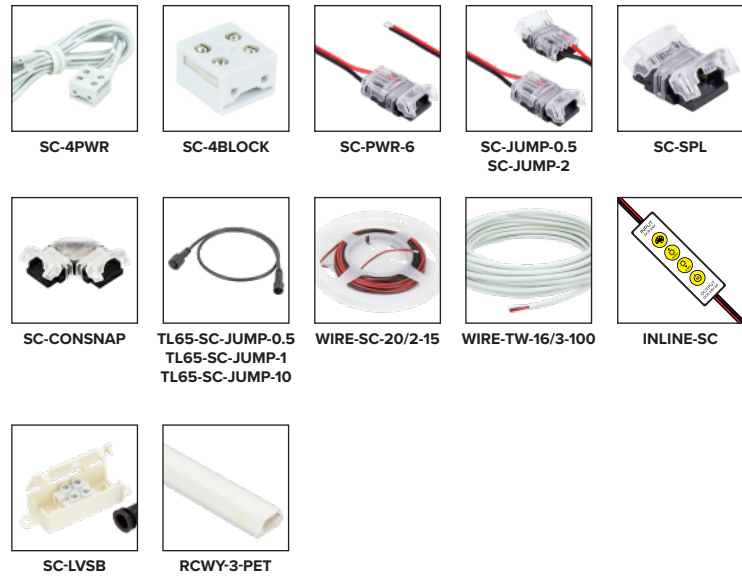 SC-4PWR
SC-4BLOCK
SC-PWR-6
SC-JUMP-0.5
SC-JUMP-2
SC-SPL
SC-CONSNAP
TL65-SC-JUMP-0.5
TL65-SC-JUMP-1
TL65-SC-JUMP-10
WIRE-SC-20/2-15
WIRE-TW-16/3-100
INPUT
OUTPUT
INLINE-SC
SC-LVSB
RCWY-3-PET